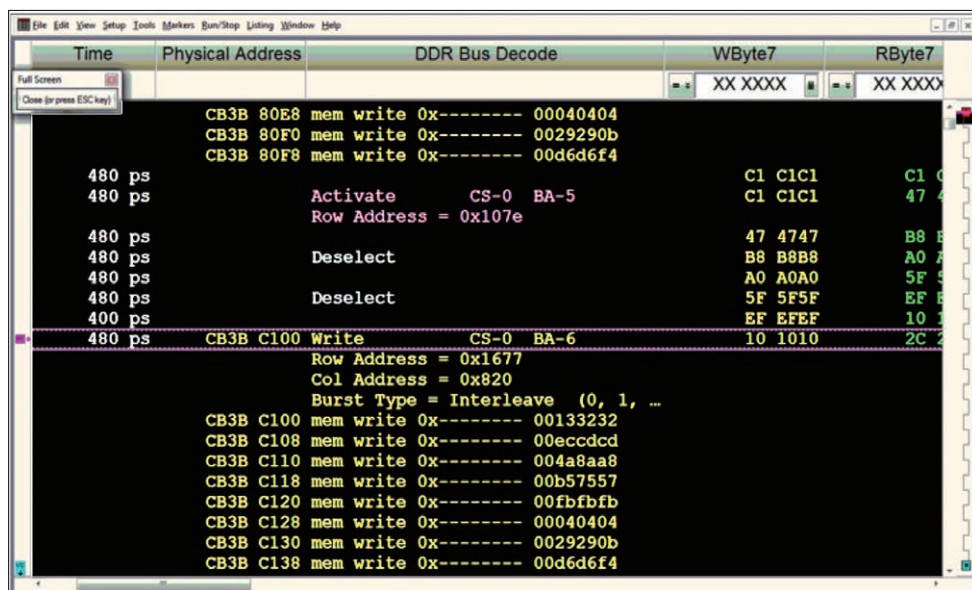 File Edit View Setup Tools Markers Run/Stop Listing Window Help
Time Physical Address DDR Bus Decode WByte7 RByte7
Full Screen
Close (or press ESC key)
= XX XXXX = XX XXXX
CB3B 80E8 mem write 0x-------- 00040404
CB3B 80F0 mem write 0x-------- 0029290b
CB3B 80F8 mem write 0x-------- 00d6d6f4
480 ps C1 C1C1 C1
480 ps Activate CS-0 BA-5 C1 C1C1 47
Row Address = 0x107e
480 ps 47 4747 B8
480 ps Deselect B8 B8B8 A0
480 ps A0 A0A0 5F
480 ps Deselect 5F 5F5F EF
400 ps EF EFEF 10
480 ps CB3B C100 Write CS-0 BA-6 10 1010 2C
Row Address = 0x1677
Col Address = 0x820
Burst Type = Interleave (0, 1, …
CB3B C100 mem write 0x-------- 00133232
CB3B C108 mem write 0x-------- 00eccdcd
CB3B C110 mem write 0x-------- 004a8aa8
CB3B C118 mem write 0x-------- 00b57557
CB3B C120 mem write 0x-------- 00fbfbfb
CB3B C128 mem write 0x-------- 00040404
CB3B C130 mem write 0x-------- 0029290b
CB3B C138 mem write 0x-------- 00d6d6f4